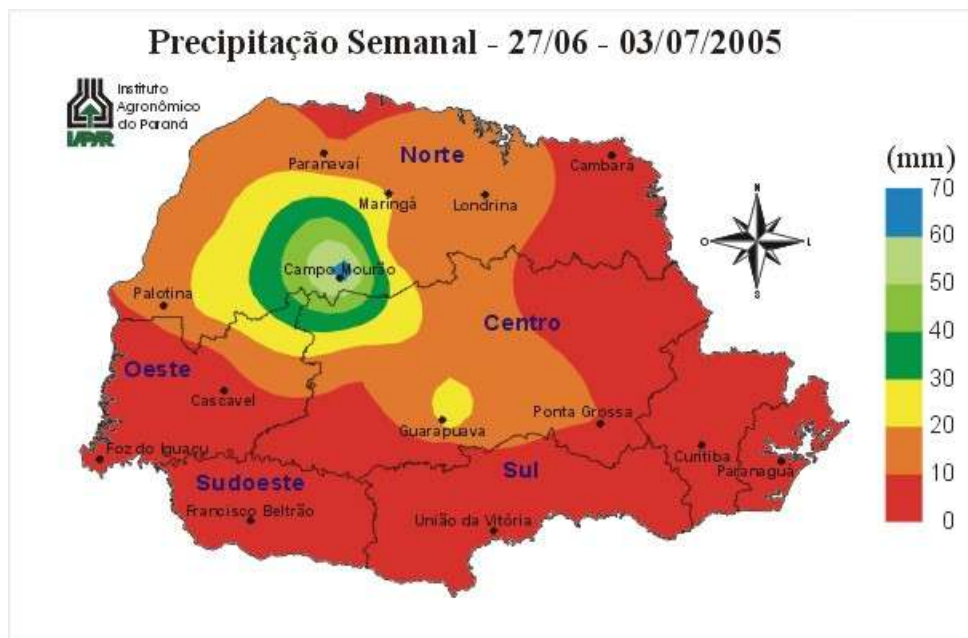 Precipitação Semanal - 27/06 - 03/07/2005
Instituto
Agronômico
do Paraná
IAPAR
(mm)
70
60
50
40
30
20
10
0
N
O
L
S
Paranavaí
Norte
Cambará
Maringá
Londrina
Campo Mourão
Palotina
Centro
Oeste
Cascavel
Guarapuava
Ponta Grossa
Foz do Iguaçu
Sudoeste
Sul
Curitiba
Paranaguá
Francisco Beltrão
União da Vitória